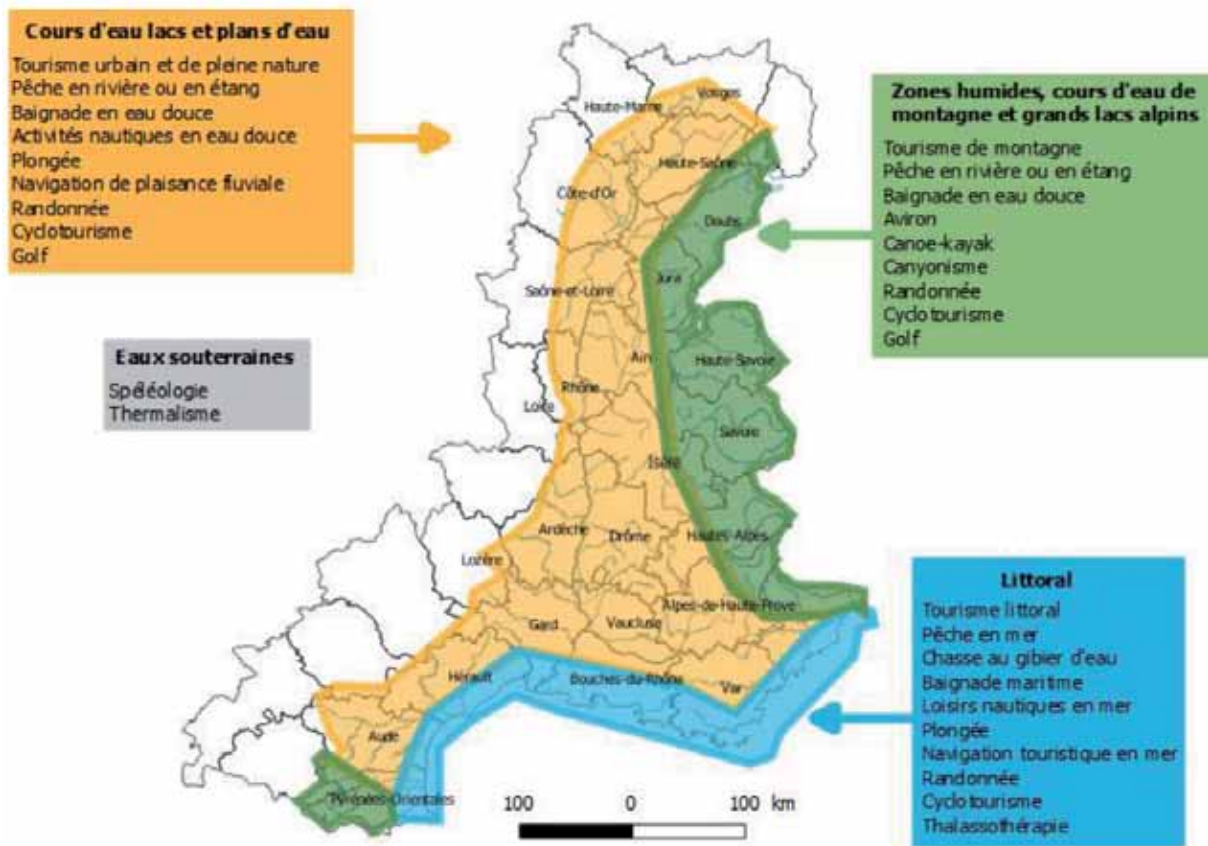 Cours d'eau lacs et plans d'eau
Tourisme urbain et de pleine nature
Pêche en rivière ou en étang
Baignade en eau douce
Activités nautiques en eau douce
Plongée
Navigation de plaisance fluviale
Randonnée
Cyclotourisme
Golf
Eaux souterraines
Spéléologie
Thermalisme
Haute-Marne
Vosges
Haute-Saône
Côte-d'Or
Doubs
Jura
Saône-et-Loire
Ain
Haute-Savoie
Rhône
Loire
Savoie
Isère
Ardèche
Drôme
Hautes-Alpes
Lozère
Alpes-de-Haute-Prove
Gard
Vaucluse
Hérault
Bouches-du-Rhône
Var
Aude
Pyrénées-Orientales
100 0 100 km
Zones humides, cours d'eau de
montagne et grands lacs alpins
Tourisme de montagne
Pêche en rivière ou en étang
Baignade en eau douce
Aviron
Canoe-kayak
Canyonisme
Randonnée
Cyclotourisme
Golf
Littoral
Tourisme littoral
Pêche en mer
Chasse au gibier d'eau
Baignade maritime
Loisirs nautiques en mer
Plongée
Navigation touristique en mer
Randonnée
Cyclotourisme
Thalassothérapie